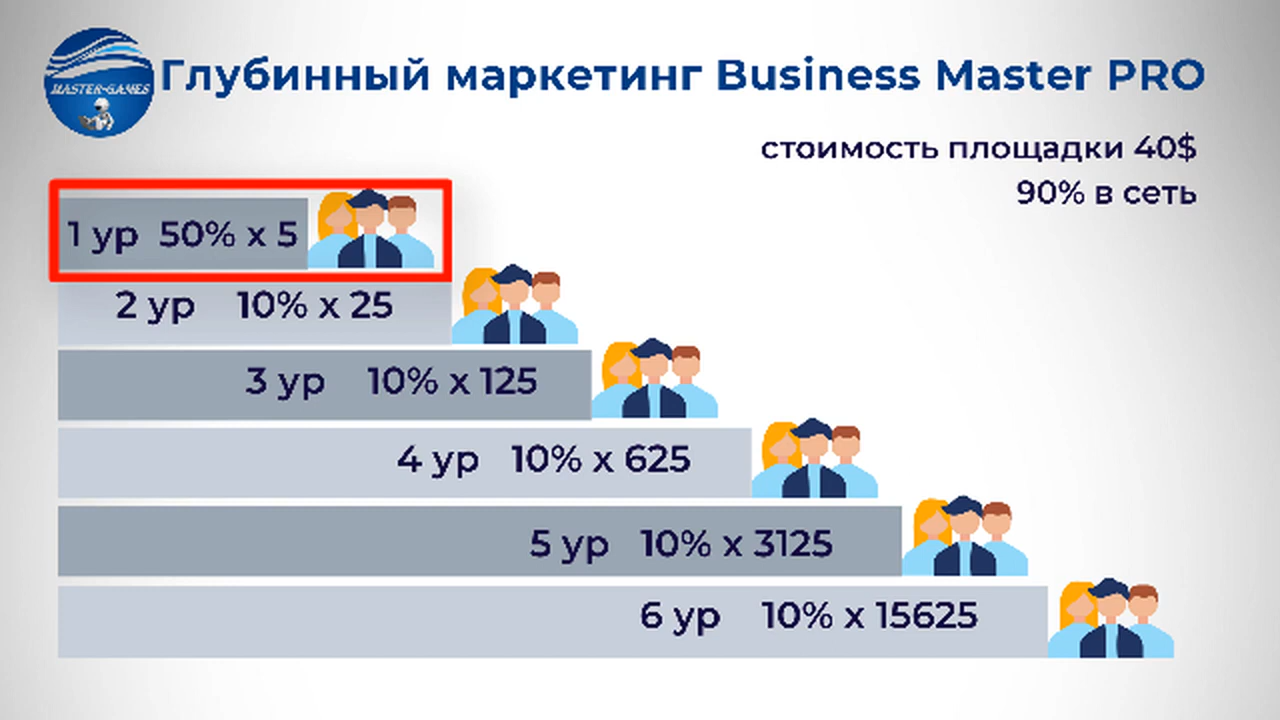 MASTER-GAMES
Глубинный маркетинг Business Master PRO
стоимость площадки 40$
90% в сеть
1 ур 50% x 5
2 ур 10% x 25
3 ур 10% x 125
4 ур 10% x 625
5 ур 10% x 3125
6 ур 10% x 15625